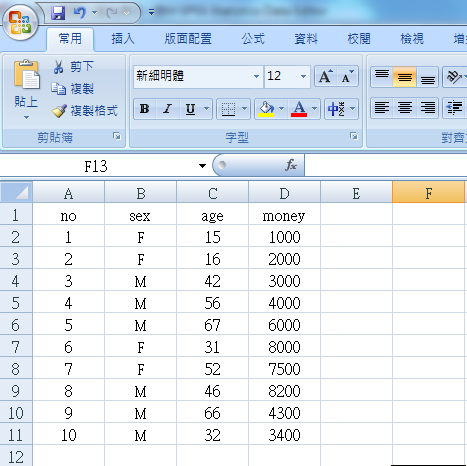 常用 插入 版面配置 公式 資料 校閱 檢視
貼上 剪下
複製
複製格式
剪貼簿
新細明體 12 A A
B I U A 中
字型
F13 fx
A B C D E F
1 no sex age money
2 1 F 15 1000
3 2 F 16 2000
4 3 M 42 3000
5 4 M 56 4000
6 5 M 67 6000
7 6 F 31 8000
8 7 F 52 7500
9 8 M 46 8200
10 9 M 66 4300
11 10 M 32 3400
12